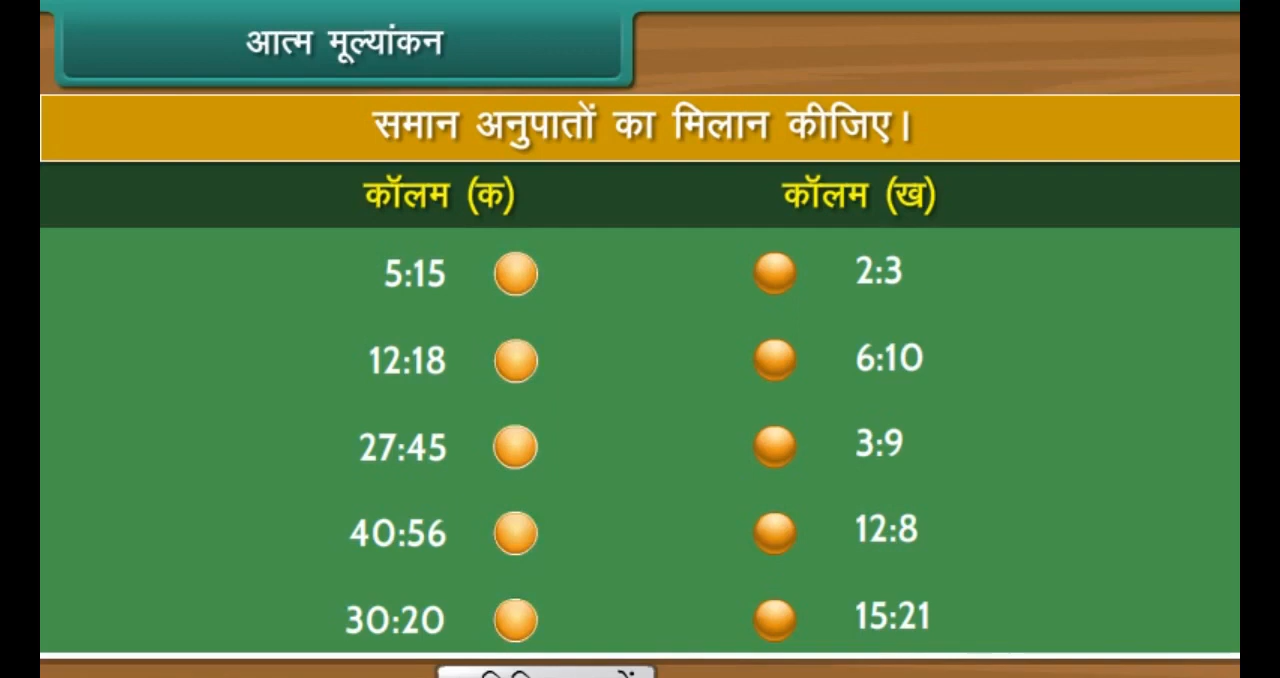 आत्म मूल्यांकन
समान अनुपातों का मिलान कीजिए।
कॉलम (क) कॉलम (ख)
5:15 2:3
12:18 6:10
27:45 3:9
40:56 12:8
30:20 15:21